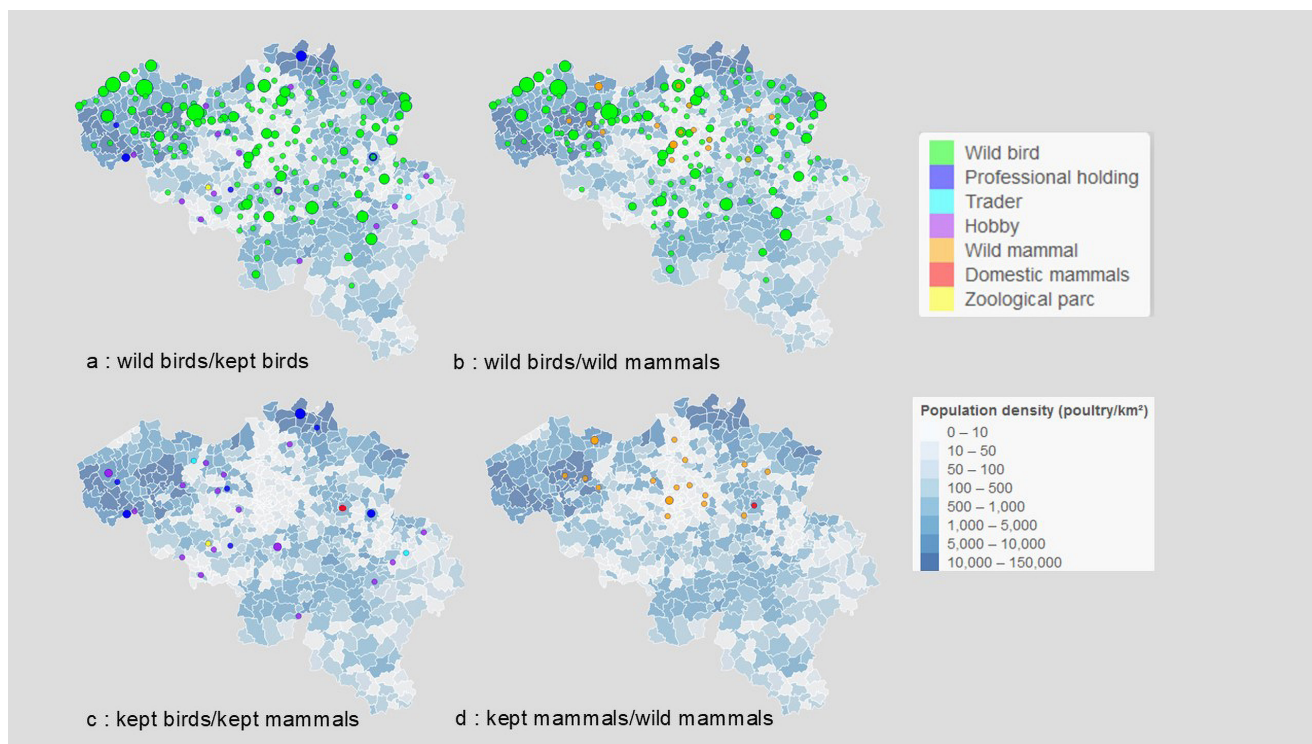 Wild bird
Professional holding
Trader
Hobby
Wild mammal
Domestic mammals
Zoological parc
a : wild birds/kept birds
b : wild birds/wild mammals
Population density (poultry/km²)
0 – 10
10 – 50
50 – 100
100 – 500
500 – 1,000
1,000 – 5,000
5,000 – 10,000
10,000 – 150,000
c : kept birds/kept mammals
d : kept mammals/wild mammals